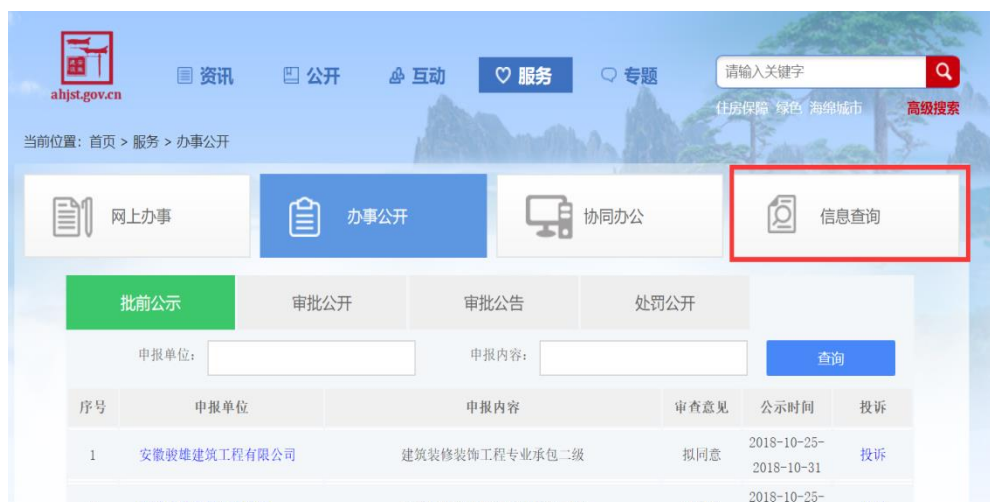 ahjst.gov.cn
资讯 公开 互动 服务 专题
请输入关键字
住房保障 绿色 海绵城市 高级搜索
当前位置：首页 > 服务 > 办事公开
网上办事 办事公开 协同办公 信息查询
批前公示 审批公开 审批公告 处罚公开
申报单位： 申报内容： 查询
序号 申报单位 申报内容 审查意见 公示时间 投诉
1 安徽骏雄建筑工程有限公司 建筑装修装饰工程专业承包二级 拟同意 2018-10-25-
2018-10-31 投诉
2018-10-25-